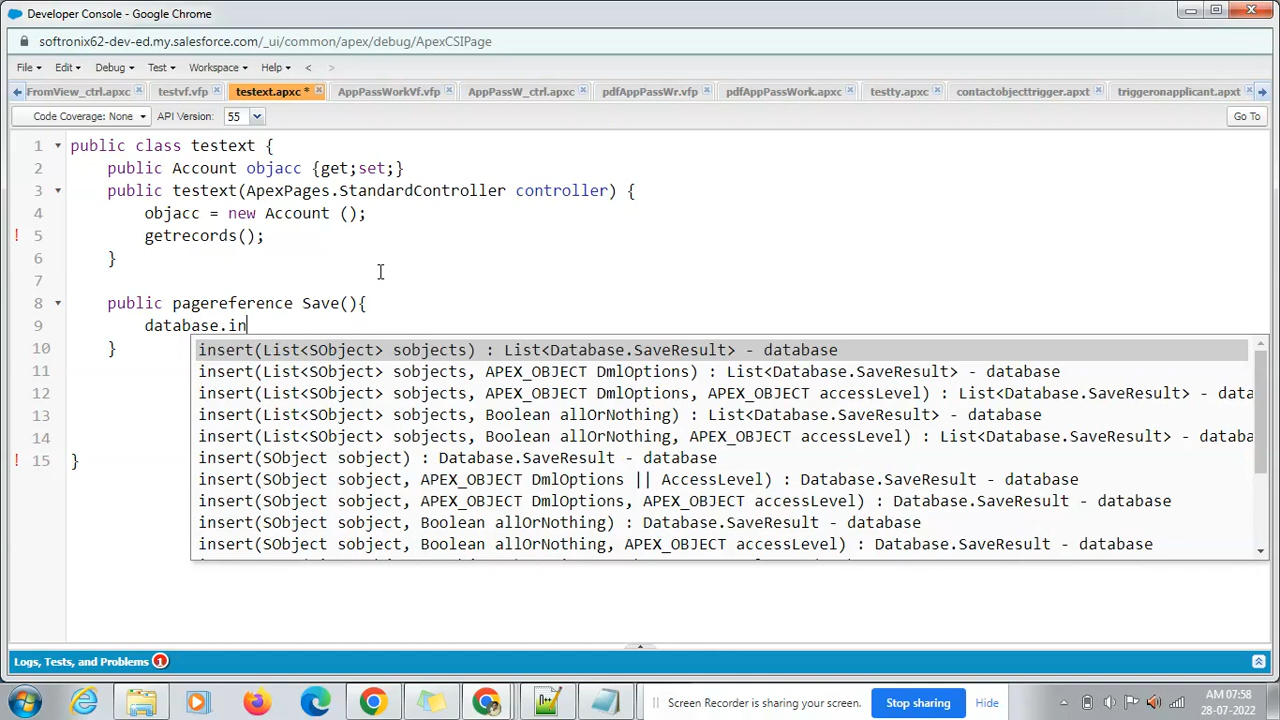 Developer Console - Google Chrome
softronix62-dev-ed.my.salesforce.com/_ui/common/apex/debug/ApexCSIPage
File Edit Debug Test Workspace Help < >
FromView_ctrl.apxc testvf.vfp testext.apxc * AppPassWorkVf.vfp AppPassW_ctrl.apxc pdfAppPassWr.vfp pdfAppPassWork.apxc testty.apxc contactobjecttrigger.apxt triggeronapplicant.apxt
Code Coverage: None API Version: 55 Go To
1 public class testext {
2 public Account objacc {get;set;}
3 public testext(ApexPages.StandardController controller) {
4 objacc = new Account ();
! 5 getrecords();
6 }
7
8 public pagereference Save(){
9 database.in
10 }
insert(List<SObject> sobjects) : List<Database.SaveResult> - database
11 insert(List<SObject> sobjects, APEX_OBJECT DmlOptions) : List<Database.SaveResult> - database
12 insert(List<SObject> sobjects, APEX_OBJECT DmlOptions, APEX_OBJECT accessLevel) : List<Database.SaveResult> - data
13 insert(List<SObject> sobjects, Boolean allOrNothing) : List<Database.SaveResult> - database
14 insert(List<SObject> sobjects, Boolean allOrNothing, APEX_OBJECT accessLevel) : List<Database.SaveResult> - databa
! 15 }
insert(SObject sobject) : Database.SaveResult - database
insert(SObject sobject, APEX_OBJECT DmlOptions || AccessLevel) : Database.SaveResult - database
insert(SObject sobject, APEX_OBJECT DmlOptions, APEX_OBJECT accessLevel) : Database.SaveResult - database
insert(SObject sobject, Boolean allOrNothing) : Database.SaveResult - database
insert(SObject sobject, Boolean allOrNothing, APEX_OBJECT accessLevel) : Database.SaveResult - database
Logs, Tests, and Problems 1
Screen Recorder is sharing your screen. Stop sharing Hide
AM 07:58
28-07-2022